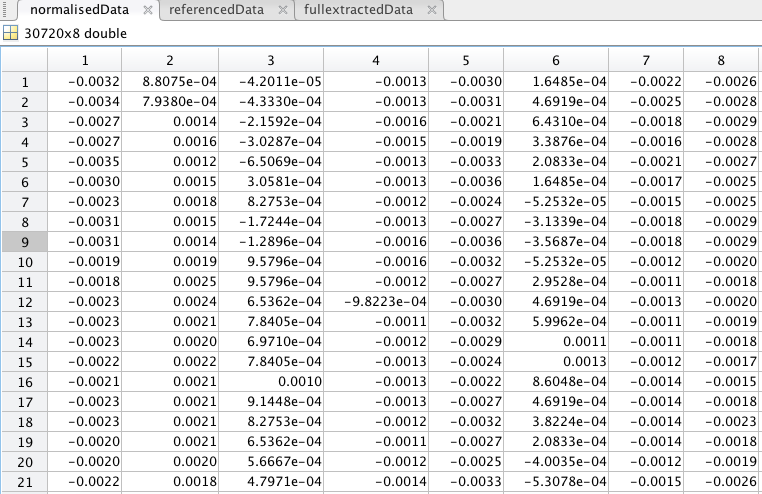 normalisedData × referencedData × fullextractedData ×
30720x8 double
1 2 3 4 5 6 7 8
1 -0.0032 8.8075e-04 -4.2011e-05 -0.0013 -0.0030 1.6485e-04 -0.0022 -0.0026
2 -0.0034 7.9380e-04 -4.3330e-04 -0.0013 -0.0031 4.6919e-04 -0.0025 -0.0028
3 -0.0027 0.0014 -2.1592e-04 -0.0016 -0.0021 6.4310e-04 -0.0018 -0.0029
4 -0.0027 0.0016 -3.0287e-04 -0.0015 -0.0019 3.3876e-04 -0.0016 -0.0028
5 -0.0035 0.0012 -6.5069e-04 -0.0013 -0.0033 2.0833e-04 -0.0021 -0.0027
6 -0.0030 0.0015 3.0581e-04 -0.0013 -0.0036 1.6485e-04 -0.0017 -0.0025
7 -0.0023 0.0018 8.2753e-04 -0.0012 -0.0024 -5.2532e-05 -0.0015 -0.0025
8 -0.0031 0.0015 -1.7244e-04 -0.0013 -0.0027 -3.1339e-04 -0.0018 -0.0029
9 -0.0031 0.0014 -1.2896e-04 -0.0016 -0.0036 -3.5687e-04 -0.0018 -0.0029
10 -0.0019 0.0019 9.5796e-04 -0.0016 -0.0032 -5.2532e-05 -0.0012 -0.0020
11 -0.0018 0.0025 9.5796e-04 -0.0012 -0.0027 2.9528e-04 -0.0011 -0.0018
12 -0.0023 0.0024 6.5362e-04 -9.8223e-04 -0.0030 4.6919e-04 -0.0013 -0.0020
13 -0.0023 0.0021 7.8405e-04 -0.0011 -0.0032 5.9962e-04 -0.0011 -0.0019
14 -0.0023 0.0020 6.9710e-04 -0.0012 -0.0029 0.0011 -0.0011 -0.0018
15 -0.0022 0.0022 7.8405e-04 -0.0013 -0.0024 0.0013 -0.0012 -0.0017
16 -0.0021 0.0021 0.0010 -0.0013 -0.0022 8.6048e-04 -0.0014 -0.0015
17 -0.0023 0.0021 9.1448e-04 -0.0013 -0.0027 4.6919e-04 -0.0014 -0.0018
18 -0.0023 0.0021 8.2753e-04 -0.0012 -0.0032 3.8224e-04 -0.0014 -0.0023
19 -0.0020 0.0021 6.5362e-04 -0.0011 -0.0027 2.0833e-04 -0.0014 -0.0018
20 -0.0020 0.0020 5.6667e-04 -0.0012 -0.0025 -4.0035e-04 -0.0012 -0.0019
21 -0.0022 0.0018 4.7971e-04 -0.0014 -0.0033 -5.3078e-04 -0.0015 -0.0026